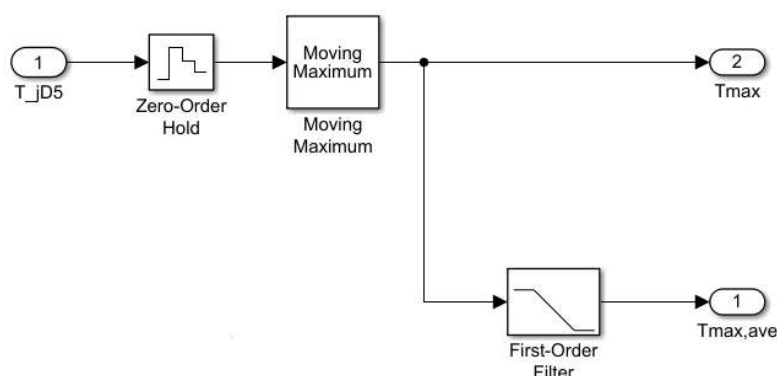 1
T_jD5
Zero-Order
Hold
Moving
Maximum
Moving
Maximum
2
Tmax
First-Order
Filter
1
Tmax,ave